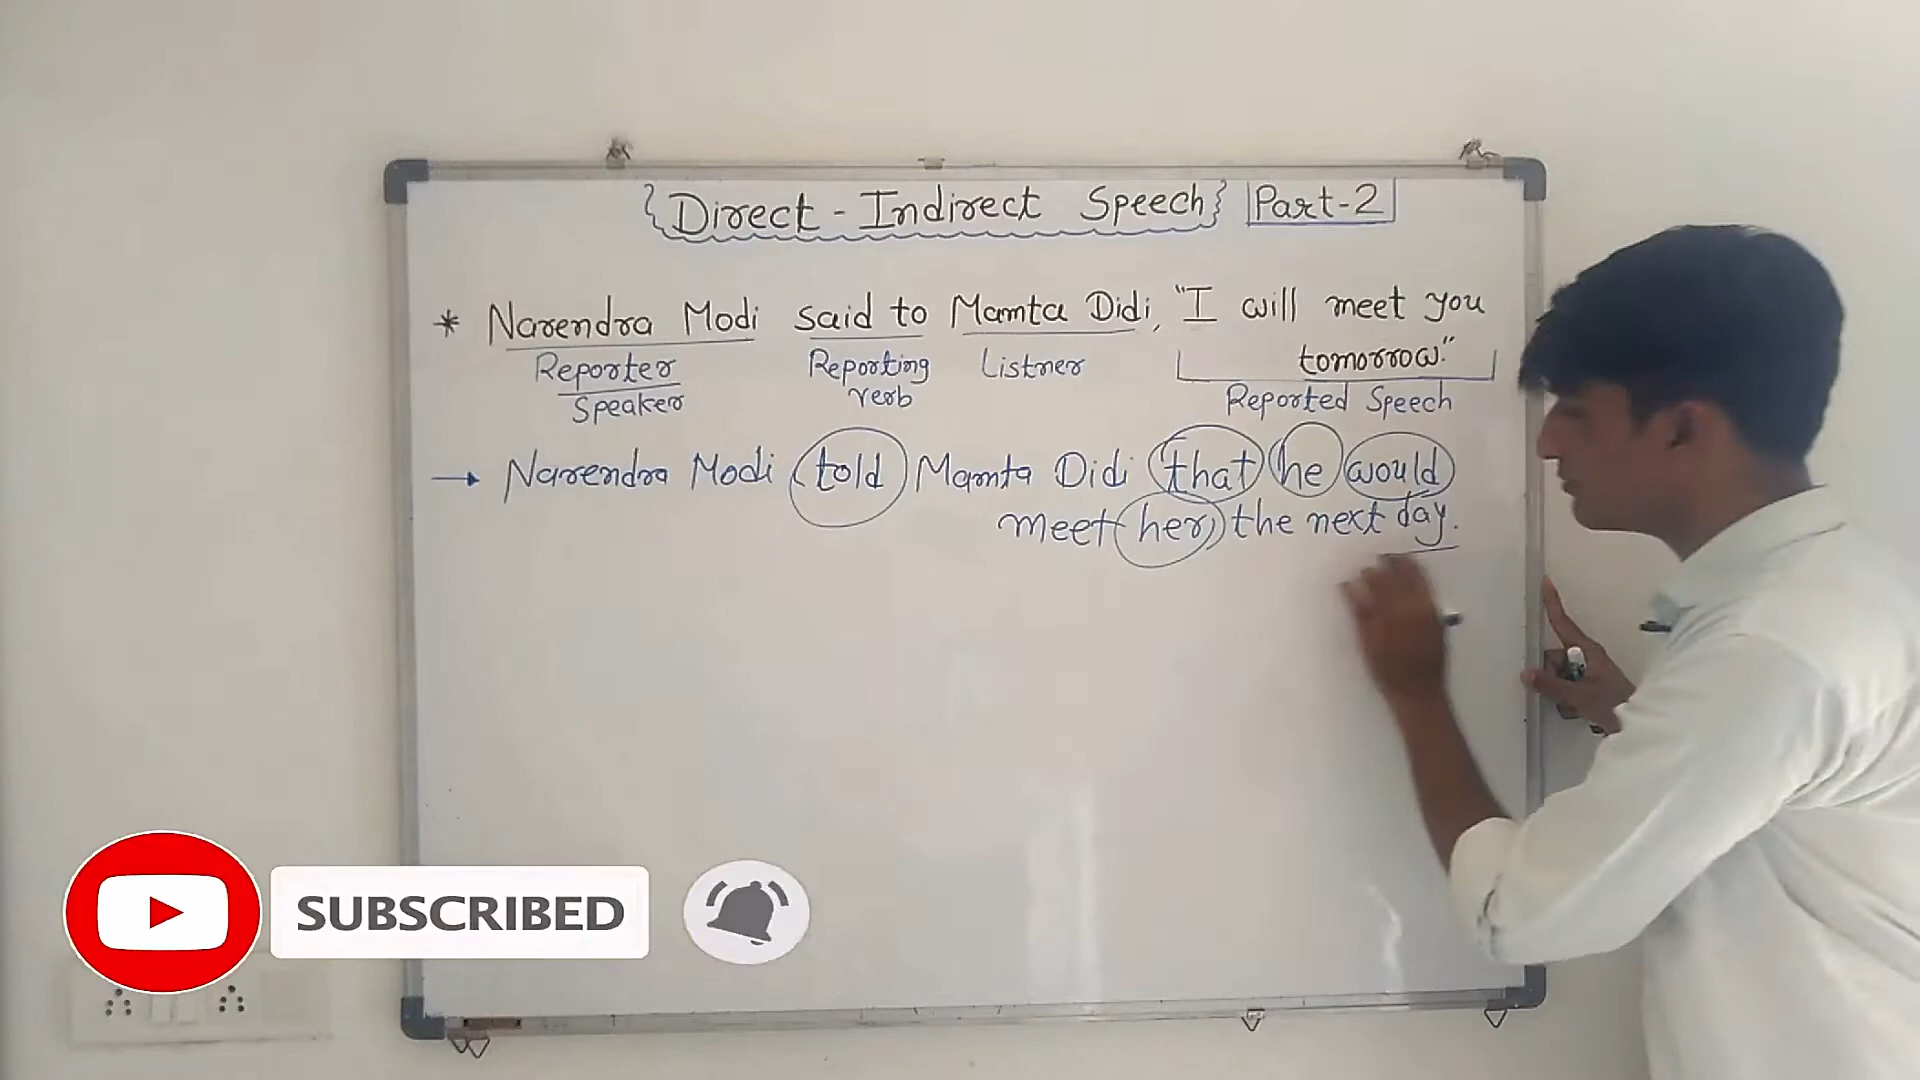 {Direct - Indirect Speech} Part-2
* Narendra Modi said to Mamta Didi, "I will meet you
tomorrow."
Reporter Reporting Listner
Speaker verb Reported Speech
→ Narendra Modi told Mamta Didi that he would
meet her the next day.
SUBSCRIBED